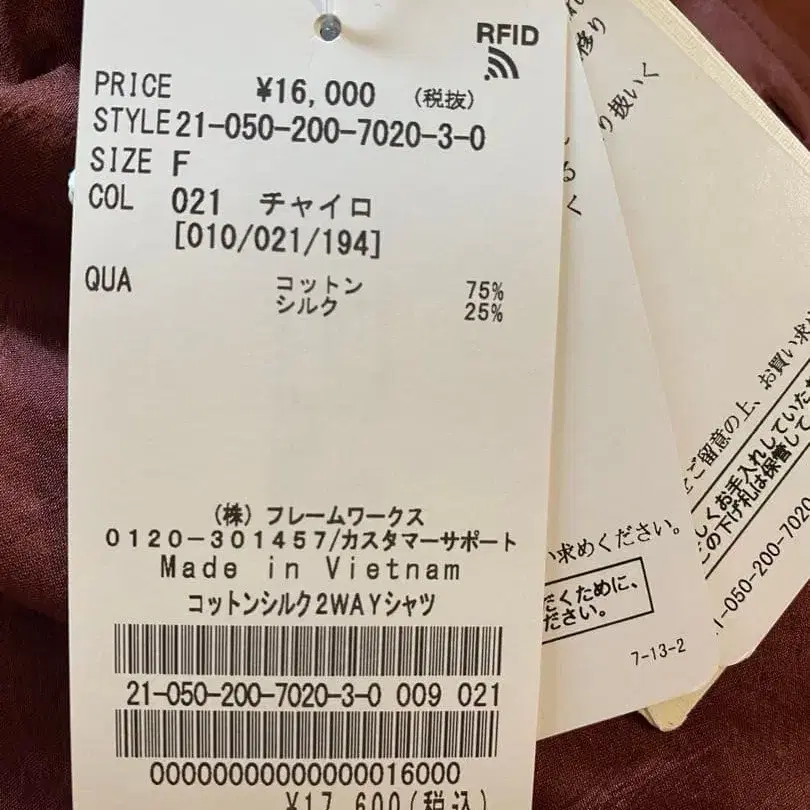 RFID
PRICE ¥16,000 (税抜)
STYLE 21-050-200-7020-3-0
SIZE F
COL 021 チャイロ
[010/021/194]
QUA コットン 75%
シルク 25%
(株)フレームワークス
0120-301457/カスタマーサポート
Made in Vietnam
コットンシルク2WAYシャツ
21-050-200-7020-3-0 009 021
00000000000000016000
¥17,600(税込)
い求めください。
だくために、
ださい。
7-13-2
り扱いく
ご留意の上、お買い求め
しくお手入れしていた
の下げ札は保管して
21-050-200-7020